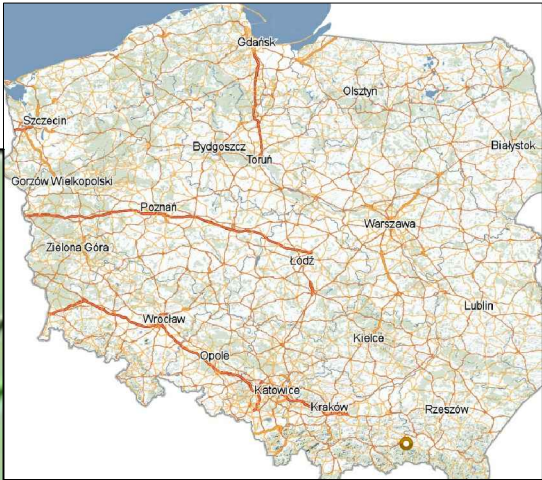 Gdańsk
Olsztyn
Szczecin
Białystok
Bydgoszcz
Toruń
Gorzów Wielkopolski
Poznań
Warszawa
Zielona Góra
Łódź
Lublin
Wrocław
Kielce
Opole
Katowice
Kraków
Rzeszów